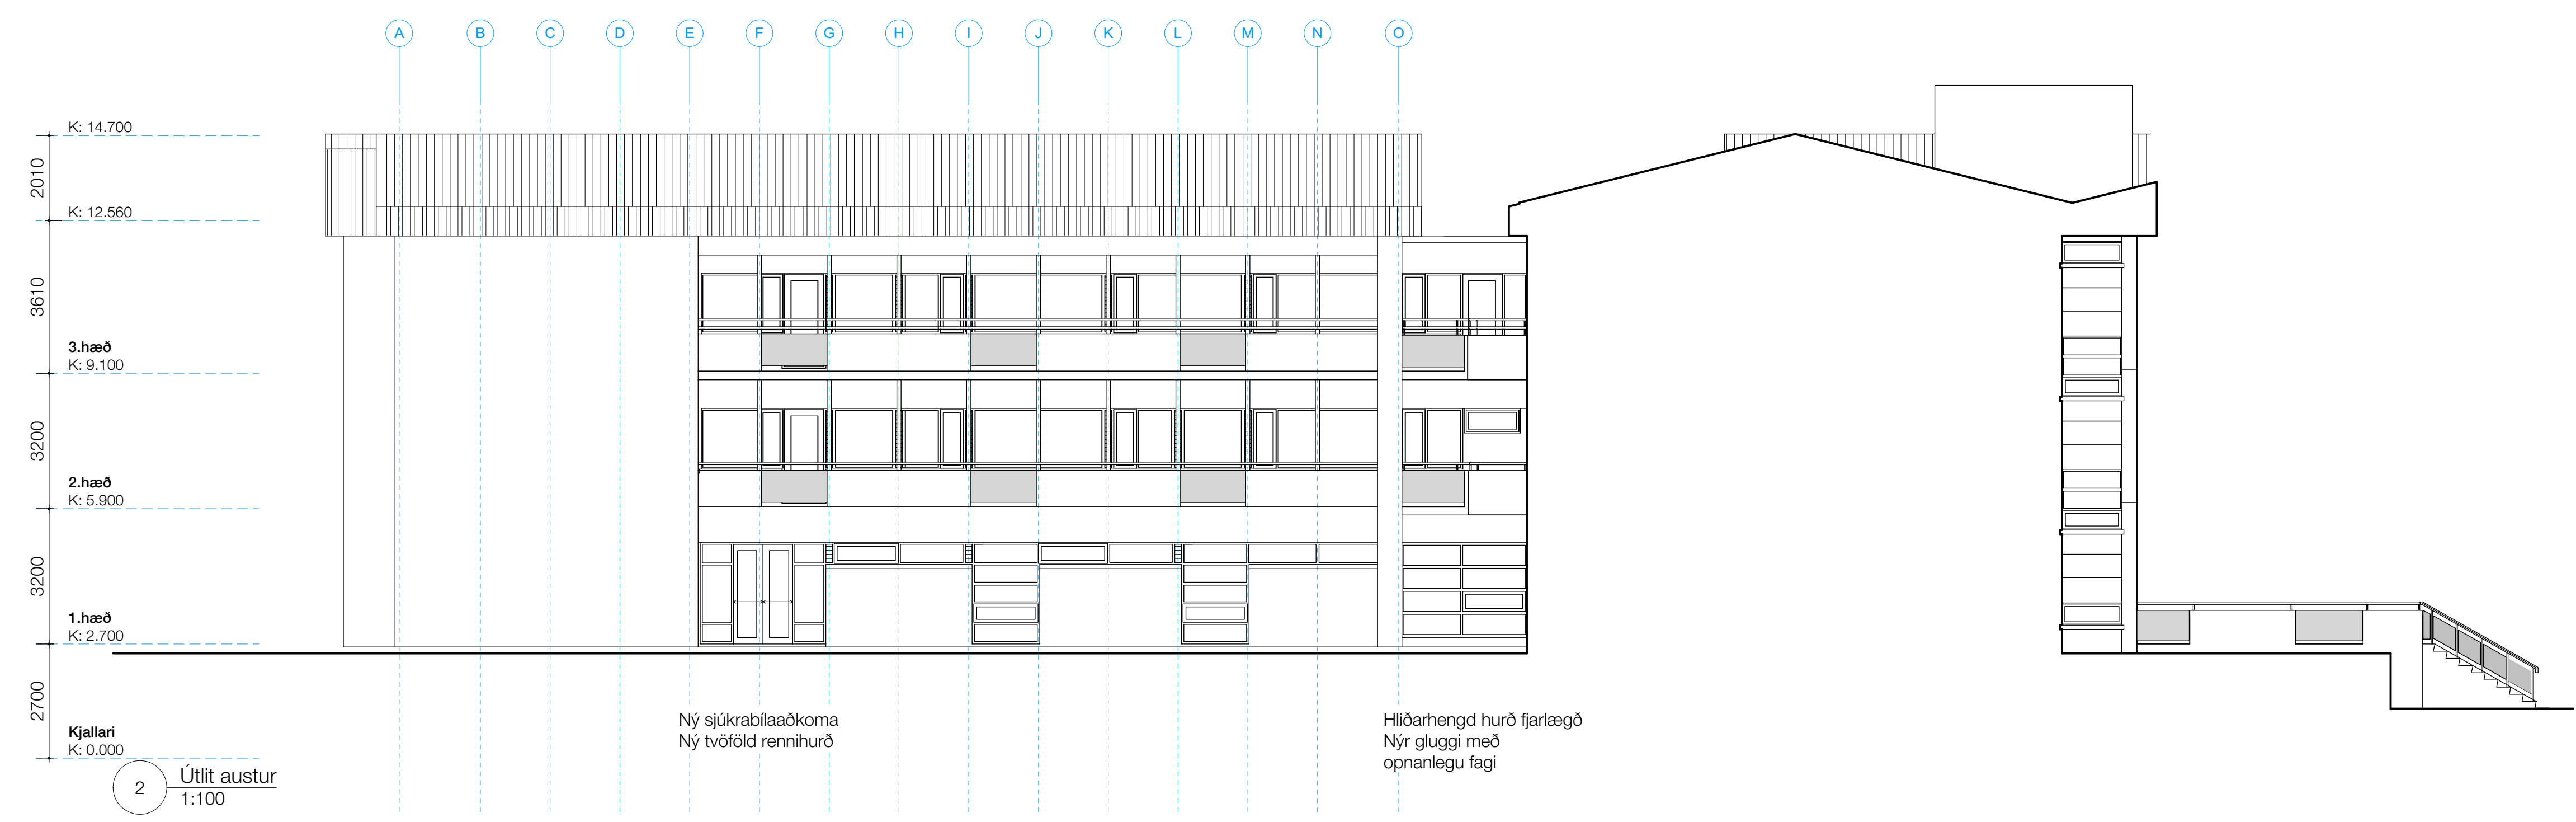 A B C D E F G H I J K L M N O
K: 14.700
2010
K: 12.560
3610
3.hæð
K: 9.100
3200
2.hæð
K: 5.900
3200
1.hæð
K: 2.700
2700
Kjallari
K: 0.000
2
Útlit austur
1:100
Ný sjúkrabílaaðkoma
Ný tvöföld rennihurð
Hliðarhengd hurð fjarlægð
Nýr gluggi með
opnanlegu fagi